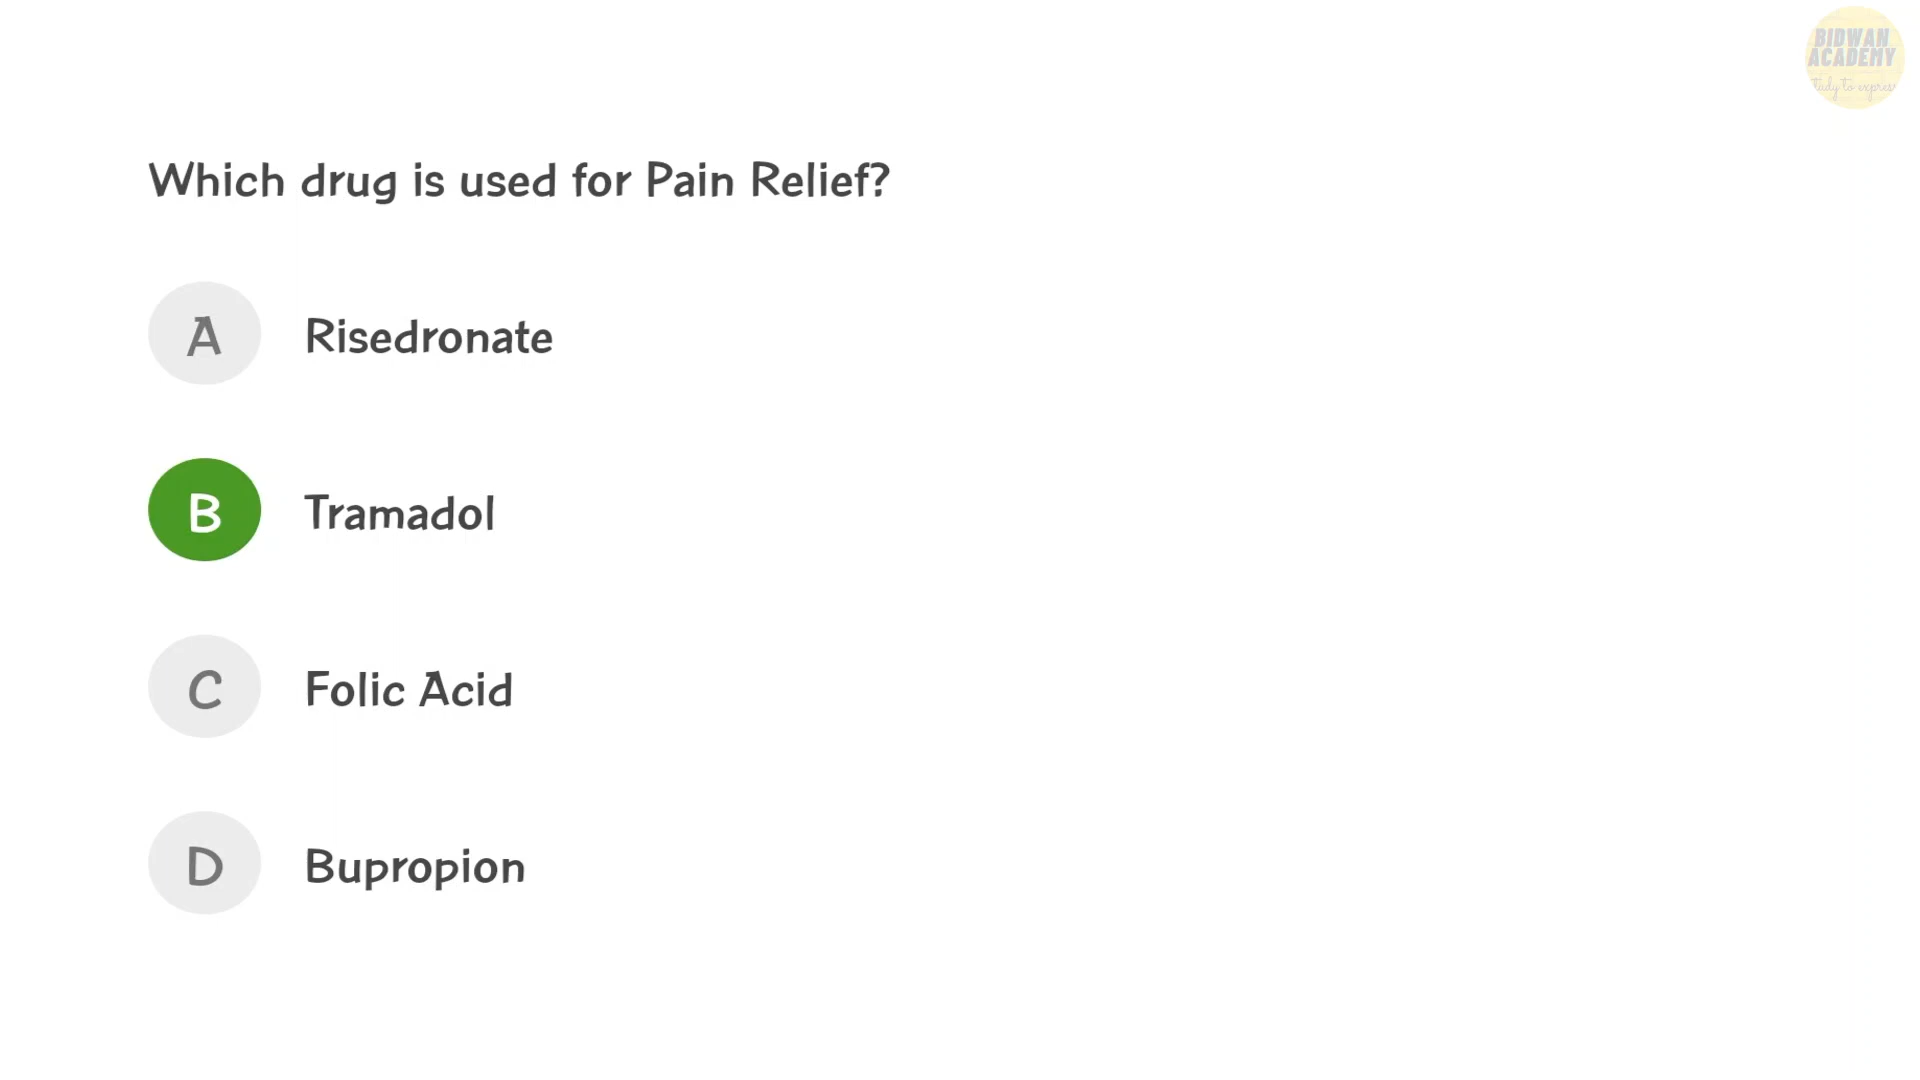 BIDWAN
ACADEMY
Which drug is used for Pain Relief?
A Risedronate
B Tramadol
C Folic Acid
D Bupropion